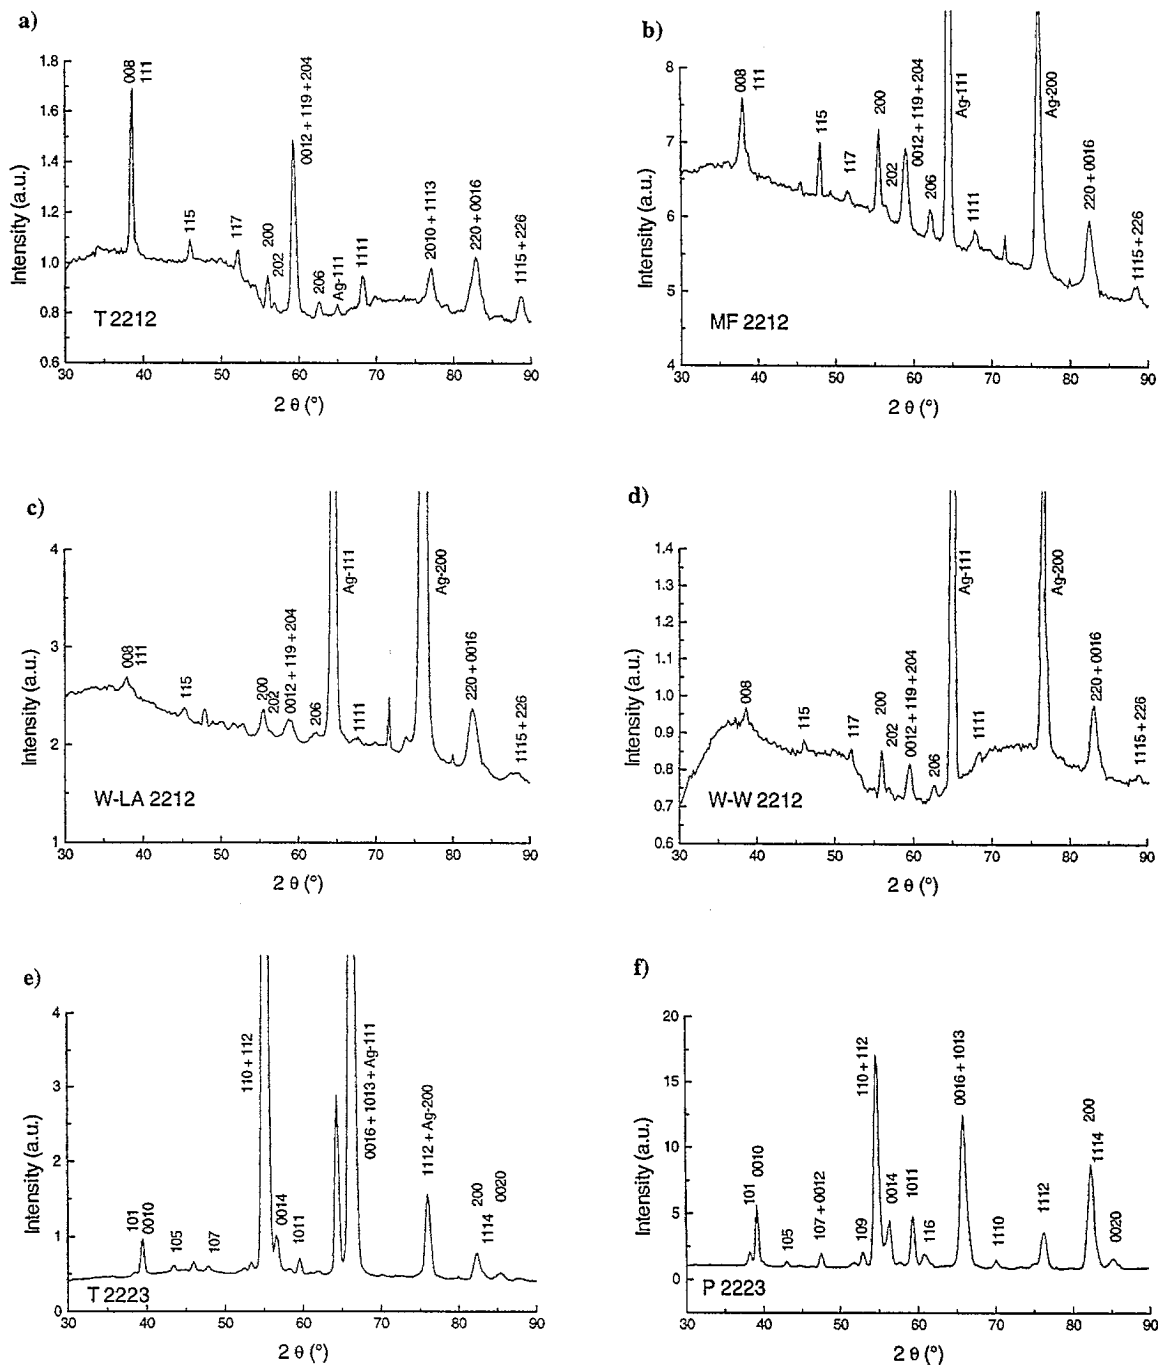 a)
Intensity (a.u.)
1.8
1.6
1.4
1.2
1.0
0.8
0.6
008
111
115
117
200
202
0012 + 119 + 204
206
Ag-111
1111
2010 + 1113
220 + 0016
1115 + 226
T 2212
30 40 50 60 70 80 90
2 θ (°)
b)
Intensity (a.u.)
8
7
6
5
4
008
111
115
117
200
202
0012 + 119 + 204
206
Ag-111
1111
Ag-200
220 + 0016
1115 + 226
MF 2212
30 40 50 60 70 80 90
2 θ (°)
c)
Intensity (a.u.)
4
3
2
1
008
111
115
200
202
0012 + 119 + 204
206
Ag-111
1111
Ag-200
220 + 0016
1115 + 226
W-LA 2212
30 40 50 60 70 80 90
2 θ (°)
d)
Intensity (a.u.)
1.4
1.3
1.2
1.1
1.0
0.9
0.8
0.7
0.6
008
115
117
200
202
0012 + 119 + 204
206
Ag-111
1111
Ag-200
220 + 0016
1115 + 226
W-W 2212
30 40 50 60 70 80 90
2 θ (°)
e)
Intensity (a.u.)
4
3
2
1
0
101
0010
105
107
110 + 112
0014
1011
0016 + 1013 + Ag-111
1112 + Ag-200
200
1114
0020
T 2223
30 40 50 60 70 80 90
2 θ (°)
f)
Intensity (a.u.)
20
15
10
5
0
101
0010
105
107 + 0012
109
110 + 112
0014
1011
116
0016 + 1013
1110
1112
200
1114
0020
P 2223
30 40 50 60 70 80 90
2 θ (°)